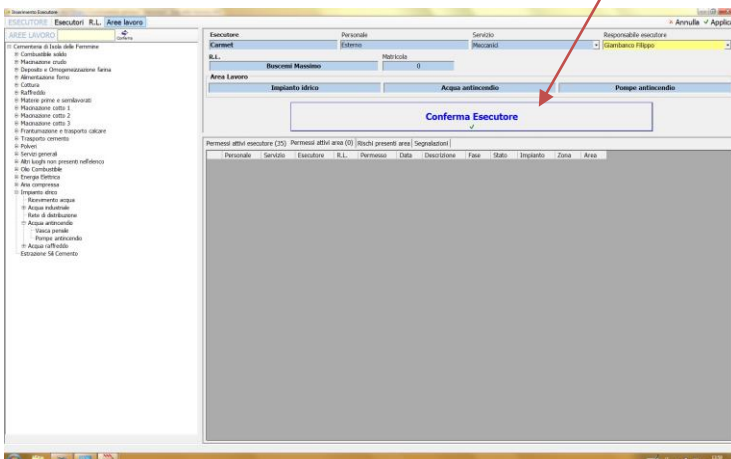 Inserimento Esecutore
ESECUTORE Esecutori R.L. Aree lavoro
Annulla Applica
AREE LAVORO Conferma
Cementeria di Isola delle Femmine
Combustibile solido
Macinazione crudo
Deposito e Omogeneizzazione farina
Alimentazione forno
Cottura
Raffreddo
Materie prime e semilavorati
Macinazione cotto 1
Macinazione cotto 2
Macinazione cotto 3
Frantumazione e trasporto calcare
Trasporto cemento
Polveri
Servizi generali
Altri luoghi non presenti nell'elenco
Olio Combustibile
Energia Elettrica
Aria compressa
Impianto idrico
Ricevimento acqua
Acqua industriale
Rete di distribuzione
Acqua antincendio
Vasca penale
Pompe antincendio
Acqua raffreddo
Estrazione Sili Cemento
Esecutore Personale Servizio Responsabile esecutore
Carmet Esterno Meccanici Giambanco Filippo
R.L. Matricola
Buscemi Massimo 0
Area Lavoro
Impianto idrico Acqua antincendio Pompe antincendio
Conferma Esecutore
Permessi attivi esecutore (35) Permessi attivi area (0) Rischi presenti area Segnalazioni
Personale Servizio Esecutore R.L. Permesso Data Descrizione Fase Stato Impianto Zona Area